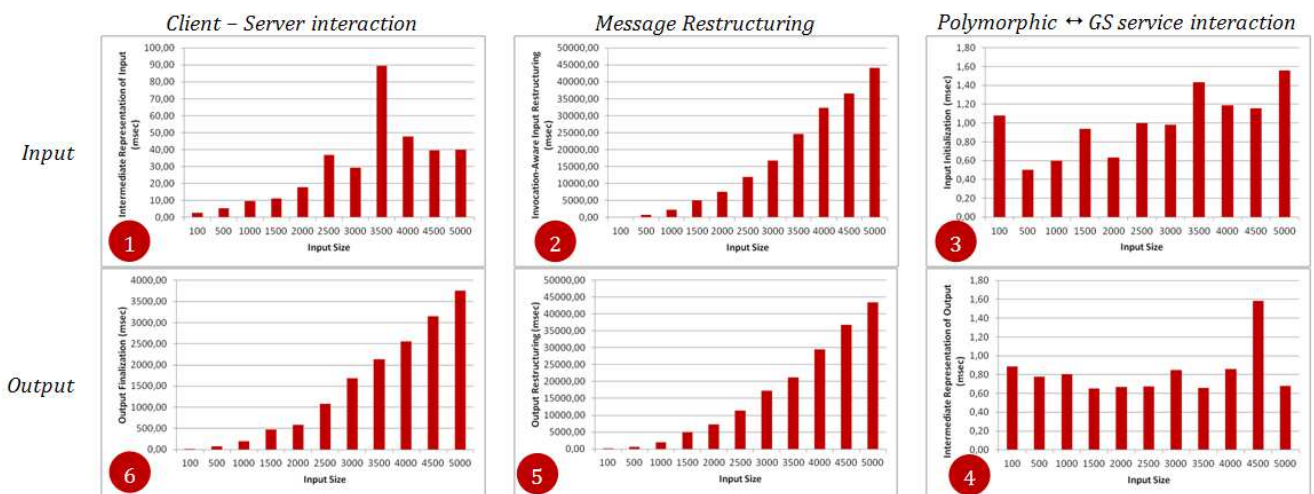 Client – Server interaction
Message Restructuring
Polymorphic ↔ GS service interaction
Input
Intermediate Representation of Input (msec)
100,00
90,00
80,00
70,00
60,00
50,00
40,00
30,00
20,00
10,00
0,00
100 500 1000 1500 2000 2500 3000 3500 4000 4500 5000
Input Size
1
Invocation-Aware Input Restructuring (msec)
50000,00
45000,00
40000,00
35000,00
30000,00
25000,00
20000,00
15000,00
10000,00
5000,00
0,00
100 500 1000 1500 2000 2500 3000 3500 4000 4500 5000
Input Size
2
Input Initialization (msec)
1,80
1,60
1,40
1,20
1,00
0,80
0,60
0,40
0,20
0,00
100 500 1000 1500 2000 2500 3000 3500 4000 4500 5000
Input Size
3
Output
Output Finalization (msec)
4000,00
3500,00
3000,00
2500,00
2000,00
1500,00
1000,00
500,00
0,00
100 500 1000 1500 2000 2500 3000 3500 4000 4500 5000
Input Size
6
Output Restructuring (msec)
50000,00
45000,00
40000,00
35000,00
30000,00
25000,00
20000,00
15000,00
10000,00
5000,00
0,00
100 500 1000 1500 2000 2500 3000 3500 4000 4500 5000
Input Size
5
Intermediate Representation of Output (msec)
1,80
1,60
1,40
1,20
1,00
0,80
0,60
0,40
0,20
0,00
100 500 1000 1500 2000 2500 3000 3500 4000 4500 5000
Input Size
4